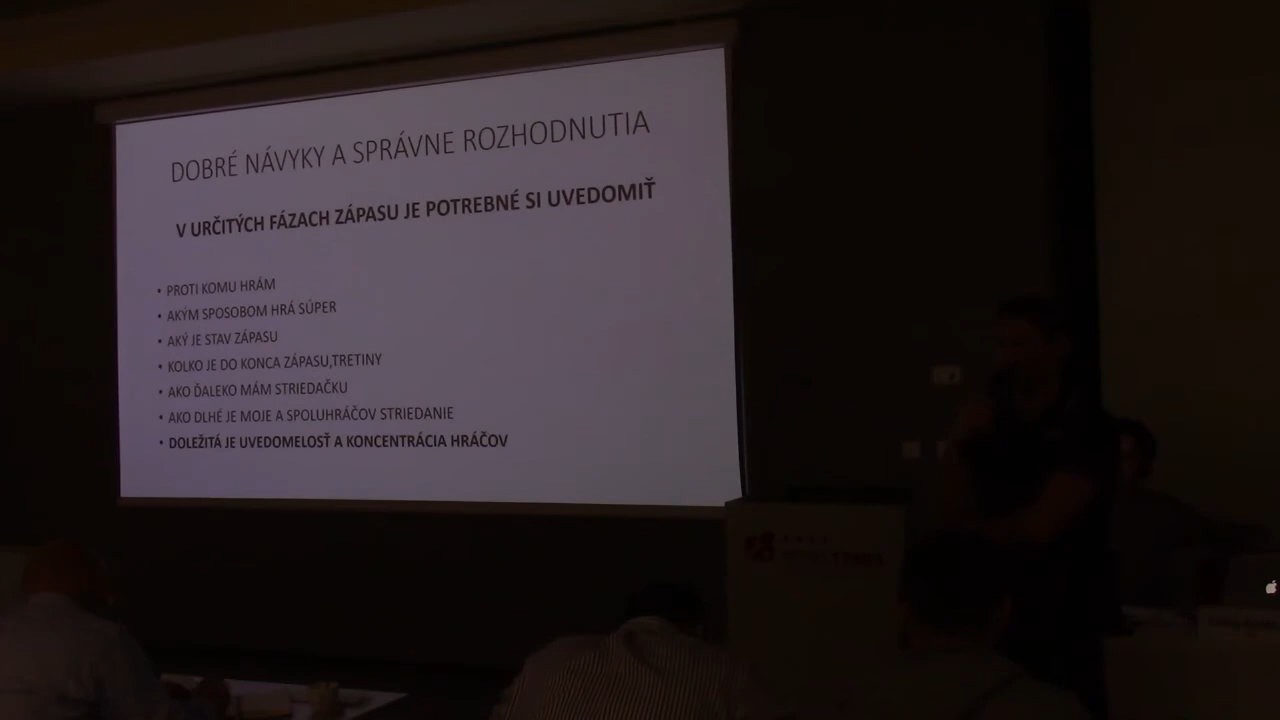 DOBRÉ NÁVYKY A SPRÁVNE ROZHODNUTIA
V URČITÝCH FÁZACH ZÁPASU JE POTREBNÉ SI UVEDOMIŤ
• PROTI KOMU HRÁM
• AKÝM SPOSOBOM HRÁ SÚPER
• AKÝ JE STAV ZÁPASU
• KOLKO JE DO KONCA ZÁPASU,TRETINY
• AKO ĎALEKO MÁM STRIEDAČKU
• AKO DLHÉ JE MOJE A SPOLUHRÁČOV STRIEDANIE
• DOLEŽITÁ JE UVEDOMELOSŤ A KONCENTRÁCIA HRÁČOV